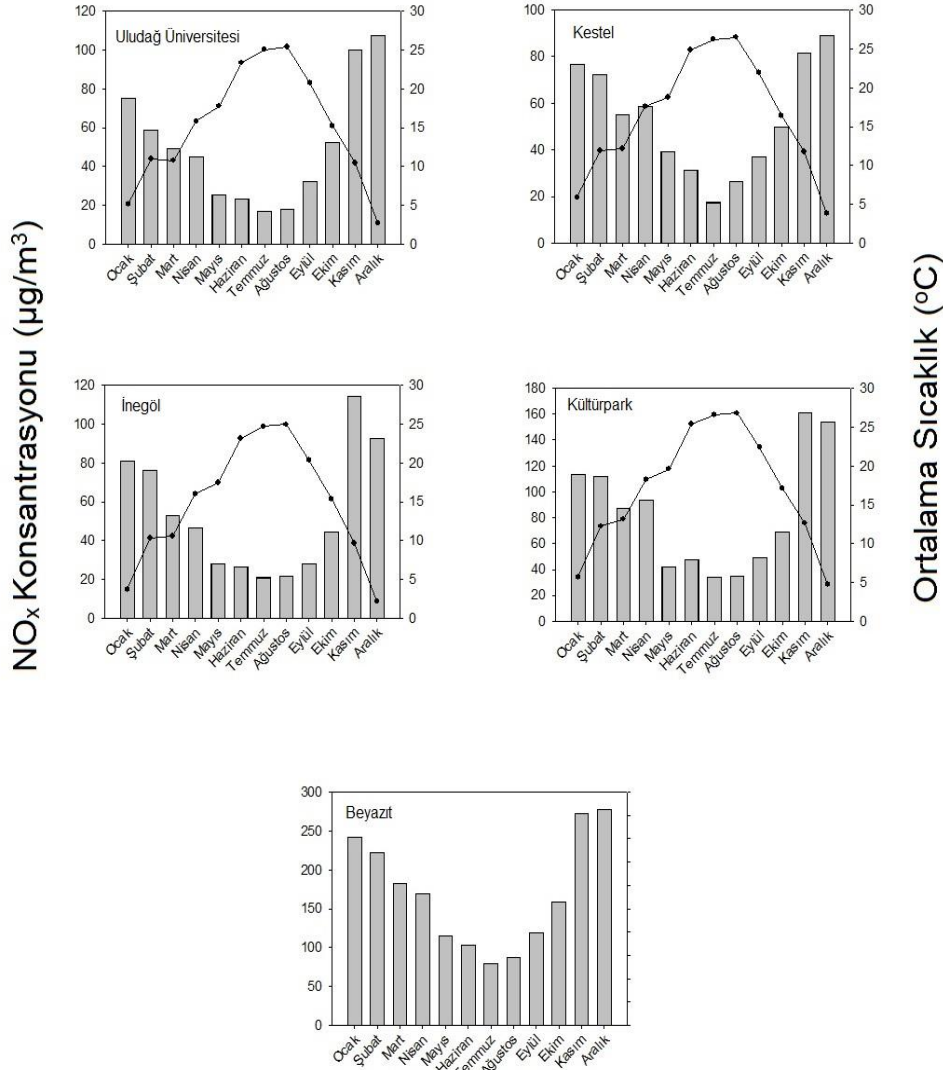 NOx Konsantrasyonu (µg/m3)
Ortalama Sıcaklık (oC)
Uludağ Üniversitesi
120
100
80
60
40
20
0
30
25
20
15
10
5
0
Ocak
Şubat
Mart
Nisan
Mayıs
Haziran
Temmuz
Ağustos
Eylül
Ekim
Kasım
Aralık
Kestel
100
80
60
40
20
0
30
25
20
15
10
5
0
Ocak
Şubat
Mart
Nisan
Mayıs
Haziran
Temmuz
Ağustos
Eylül
Ekim
Kasım
Aralık
İnegöl
120
100
80
60
40
20
0
30
25
20
15
10
5
0
Ocak
Şubat
Mart
Nisan
Mayıs
Haziran
Temmuz
Ağustos
Eylül
Ekim
Kasım
Aralık
Kültürpark
180
160
140
120
100
80
60
40
20
0
30
25
20
15
10
5
0
Ocak
Şubat
Mart
Nisan
Mayıs
Haziran
Temmuz
Ağustos
Eylül
Ekim
Kasım
Aralık
Beyazıt
300
250
200
150
100
50
0
Ocak
Şubat
Mart
Nisan
Mayıs
Haziran
Temmuz
Ağustos
Eylül
Ekim
Kasım
Aralık